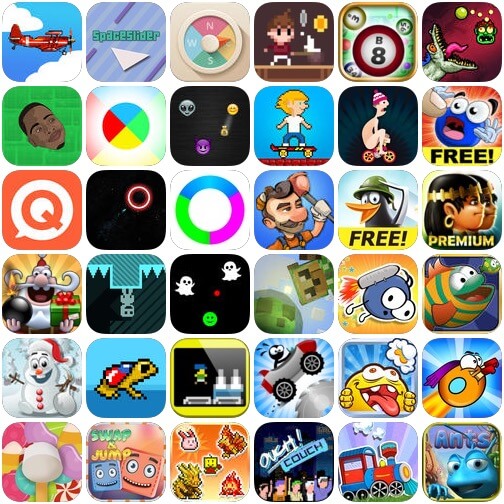 SPACESLIDER
N
W
S
B
8
FREE!
Q
FREE!
PREMIUM
SWAP
JUMP
OUCH!
COUCH
Ants!